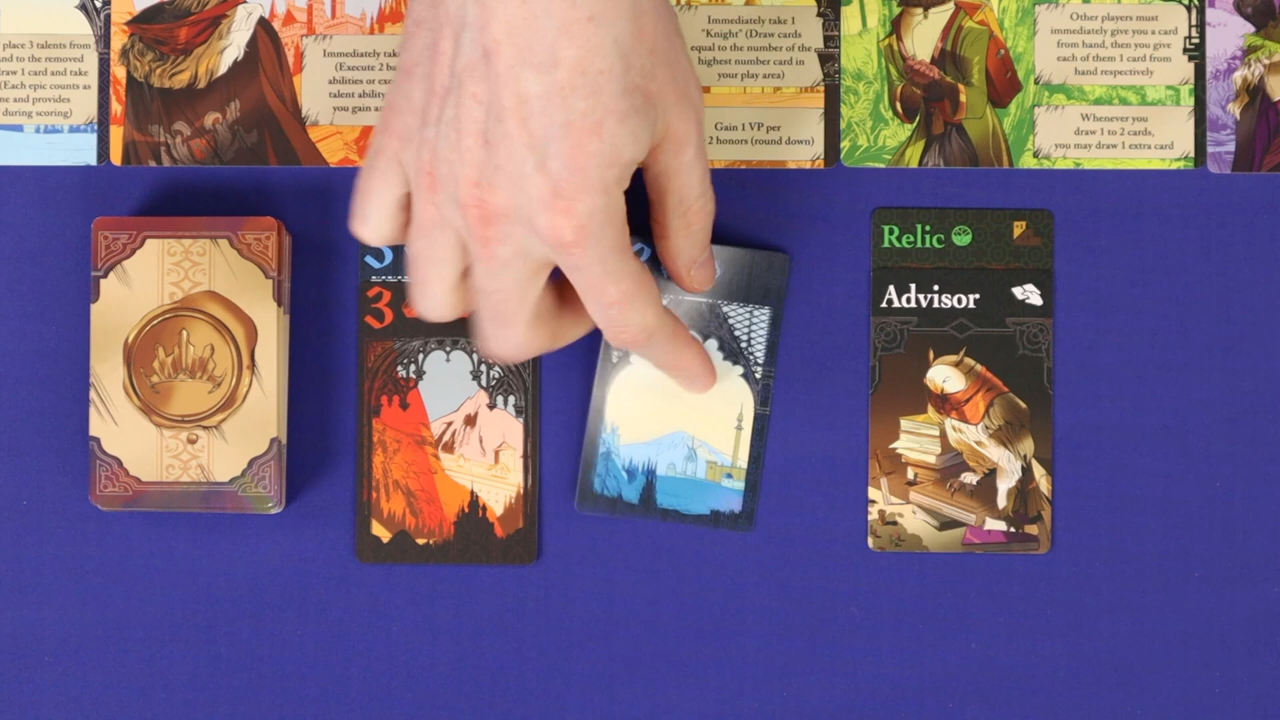 place 3 talents from
and to the removed
draw 1 card and take
(Each epic counts as
me and provides
during scoring)
Immediately take
(Execute 2 ba
abilities or exe
talent ability
you gain a
Immediately take 1
"Knight" (Draw cards
equal to the number of the
highest number card in
your play area)
Gain 1 VP per
2 honors (round down)
Other players must
immediately give you a card
from hand, then you give
each of them 1 card from
hand respectively
Whenever you
draw 1 to 2 cards,
you may draw 1 extra card
3
3
Relic
+1
Advisor